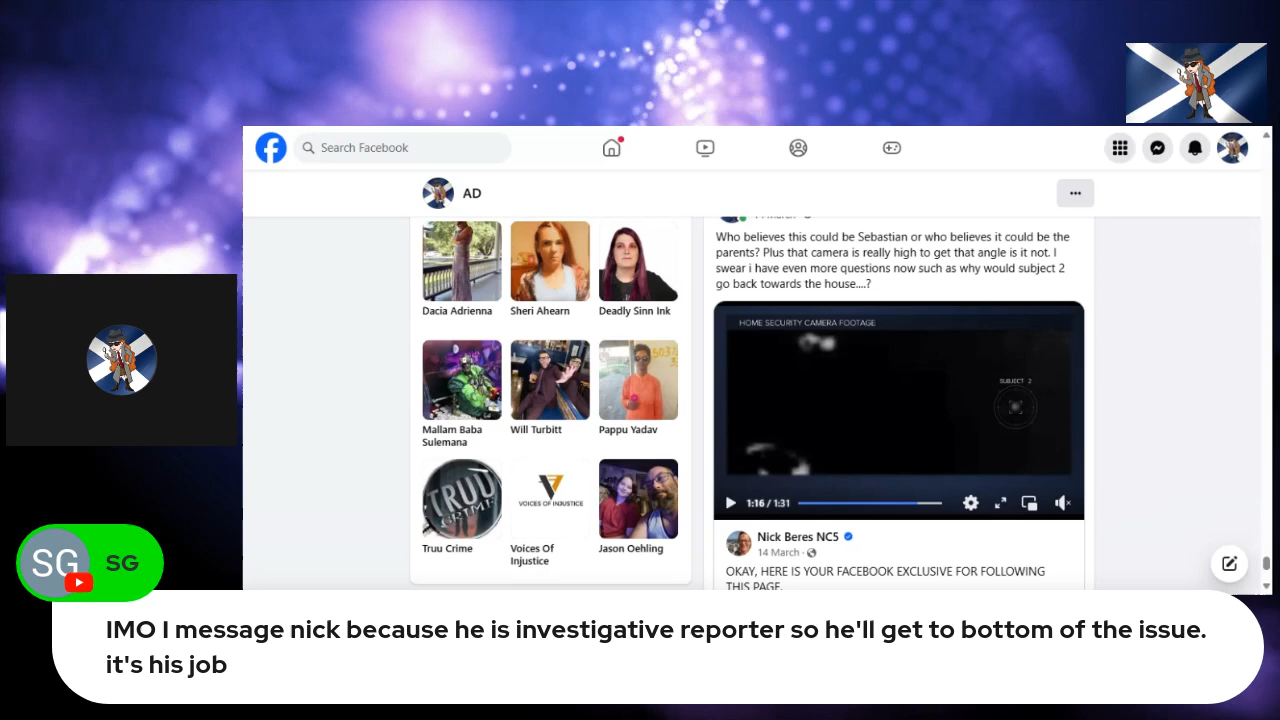 Search Facebook
AD
Dacia Adrienna
Sheri Ahearn
Deadly Sinn Ink
Mallam Baba
Sulemana
Will Turbitt
Pappu Yadav
TRUU
CRIME
VOICES OF INJUSTICE
Truu Crime
Voices Of
Injustice
Jason Oehling
Who believes this could be Sebastian or who believes it could be the
parents? Plus that camera is really high to get that angle is it not. I
swear i have even more questions now such as why would subject 2
go back towards the house....?
HOME SECURITY CAMERA FOOTAGE
SUBJECT 2
1:16 / 1:31
Nick Beres NC5
14 March ·
OKAY, HERE IS YOUR FACEBOOK EXCLUSIVE FOR FOLLOWING
THIS PAGE.
SG
SG
IMO I message nick because he is investigative reporter so he'll get to bottom of the issue.
it's his job